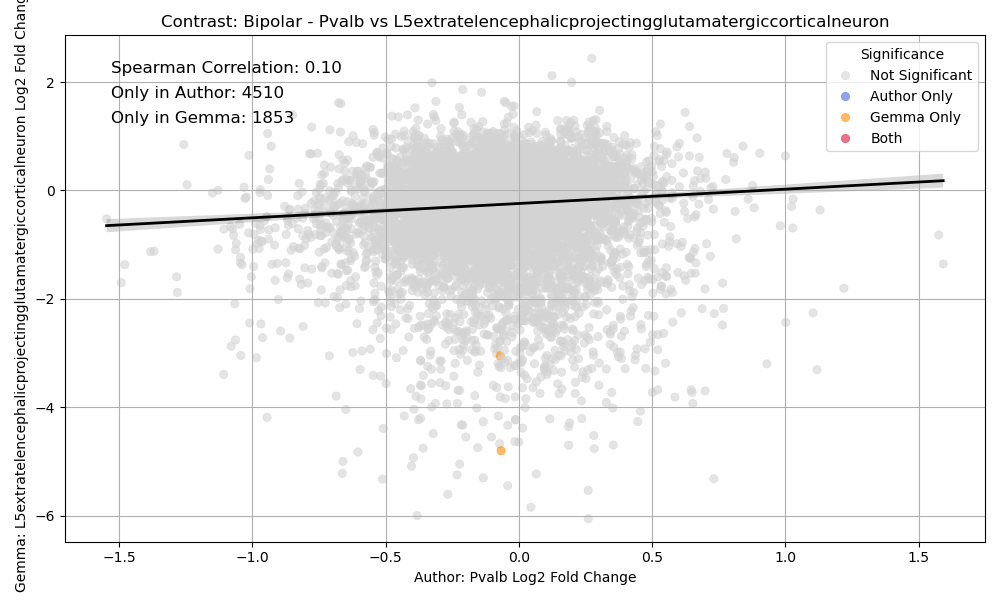 Contrast: Bipolar - Pvalb vs L5extratelencephalicprojectingglutamatergiccorticalneuron
Spearman Correlation: 0.10
Only in Author: 4510
Only in Gemma: 1853
Significance
Not Significant
Author Only
Gemma Only
Both
Gemma: L5extratelencephalicprojectingglutamatergiccorticalneuron Log2 Fold Chang
2
0
−2
−4
−6
−1.5
−1.0
−0.5
0.0
0.5
1.0
1.5
Author: Pvalb Log2 Fold Change